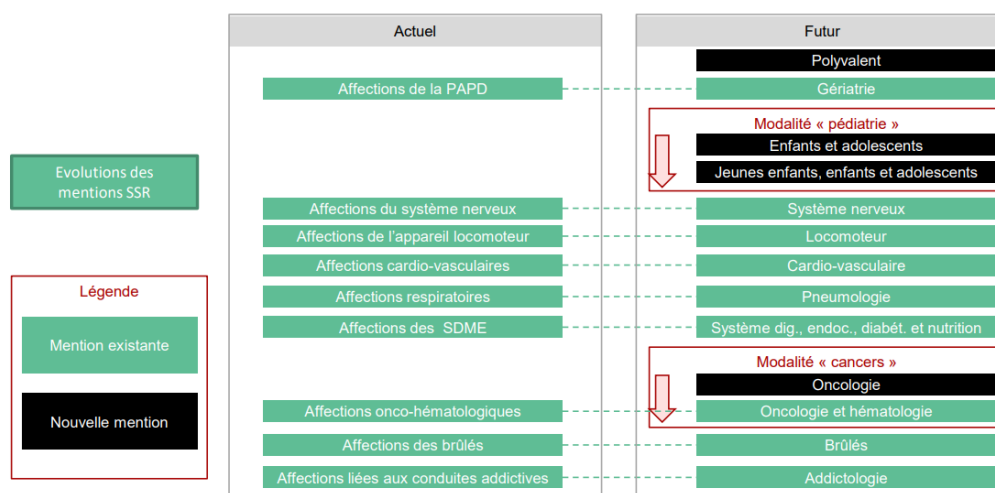 Actuel
Futur
Polyvalent
Affections de la PAPD
Gériatrie
Modalité « pédiatrie »
Enfants et adolescents
Jeunes enfants, enfants et adolescents
Evolutions des
mentions SSR
Affections du système nerveux
Système nerveux
Affections de l'appareil locomoteur
Locomoteur
Affections cardio-vasculaires
Cardio-vasculaire
Légende
Affections respiratoires
Pneumologie
Mention existante
Affections des SDME
Système dig., endoc., diabét. et nutrition
Modalité « cancers »
Oncologie
Nouvelle mention
Affections onco-hématologiques
Oncologie et hématologie
Affections des brûlés
Brûlés
Affections liées aux conduites addictives
Addictologie